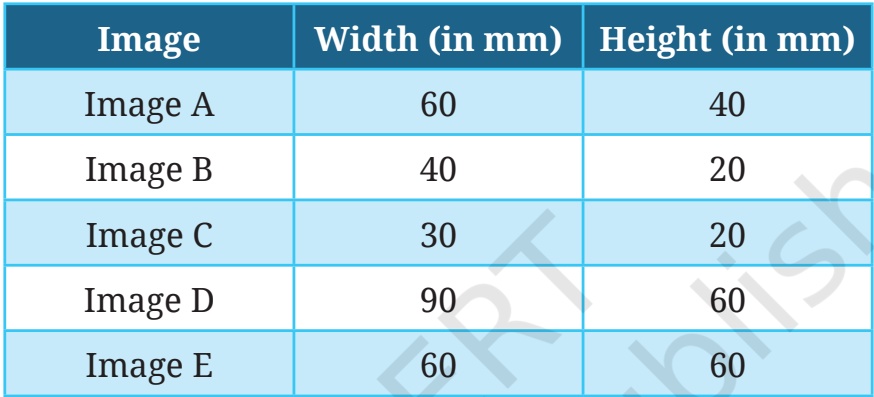 Image Width (in mm) Height (in mm)
Image A 60 40
Image B 40 20
Image C 30 20
Image D 90 60
Image E 60 60